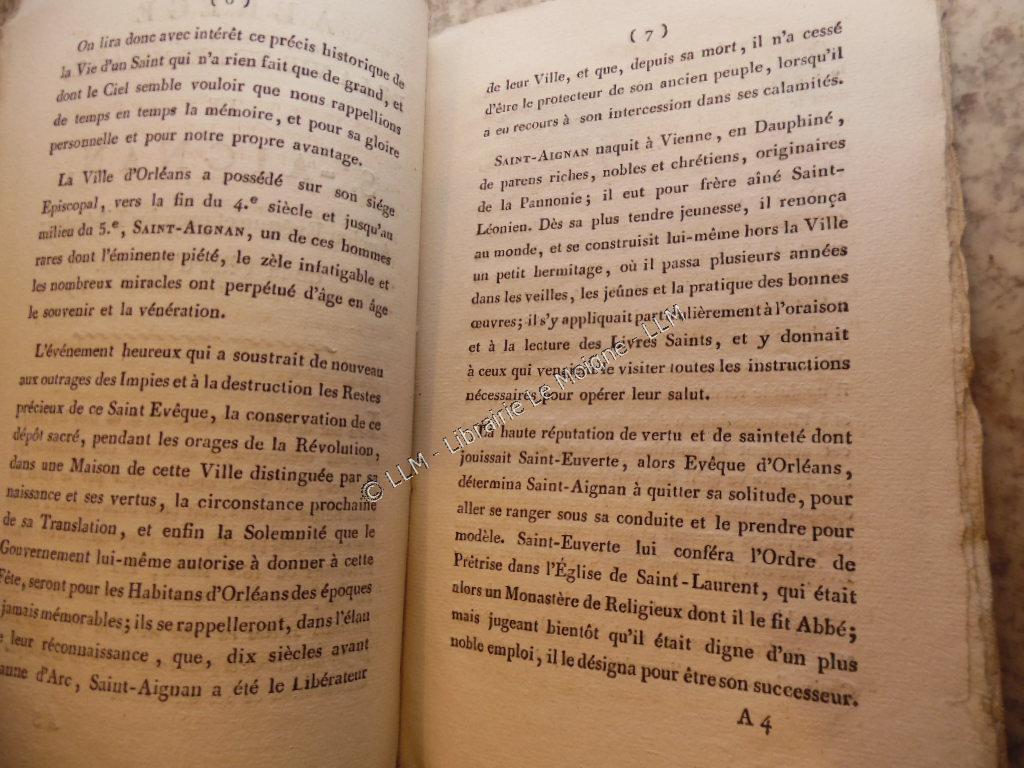 ( 6 )
On lira donc avec intérêt ce précis historique de
la Vie d'un Saint qui n'a rien fait que de grand, et
dont le Ciel semble vouloir que nous rappellions
de temps en temps la mémoire, et pour sa gloire
personnelle et pour notre propre avantage.
La Ville d'Orléans a possédé sur son siége
Episcopal, vers la fin du 4.e siècle et jusqu'au
milieu du 5.e, SAINT-AIGNAN, un de ces hommes
rares dont l'éminente piété, le zèle infatigable et
les nombreux miracles ont perpétué d'âge en âge
le souvenir et la vénération.
L'événement heureux qui a soustrait de nouveau
aux outrages des Impies et à la destruction les Restes
précieux de ce Saint Evêque, la conservation de ce
dépôt sacré, pendant les orages de la Révolution,
dans une Maison de cette Ville distinguée par sa
naissance et ses vertus, la circonstance prochaine
de sa Translation, et enfin la Solemnité que le
Gouvernement lui-même autorise à donner à cette
Fête, seront pour les Habitans d'Orléans des époques
jamais mémorables; ils se rappelleront, dans l'élan
leur réconnaissance, que, dix siècles avant
anne d'Arc, Saint-Aignan a été le Libérateur
( 7 )
de leur Ville, et que, depuis sa mort, il n'a cessé
d'être le protecteur de son ancien peuple, lorsqu'il
a eu recours à son intercession dans ses calamités.
SAINT-AIGNAN naquit à Vienne, en Dauphiné,
de parens riches, nobles et chrétiens, originaires
de la Pannonie; il eut pour frère aîné Saint-
Léonien. Dès sa plus tendre jeunesse, il renonça
au monde, et se construisit lui-même hors la Ville
un petit hermitage, où il passa plusieurs années
dans les veilles, les jeûnes et la pratique des bonnes
œuvres; il s'y appliquait particulièrement à l'oraison
et à la lecture des Livres Saints, et y donnait
à ceux qui venaient le visiter toutes les instructions
nécessaires pour opérer leur salut.
La haute réputation de vertu et de sainteté dont
jouissait Saint-Euverte, alors Evêque d'Orléans,
détermina Saint-Aignan à quitter sa solitude, pour
aller se ranger sous sa conduite et le prendre pour
modèle. Saint-Euverte lui conféra l'Ordre de
Prêtrise dans l'Église de Saint-Laurent, qui était
alors un Monastère de Religieux dont il le fit Abbé;
mais jugeant bientôt qu'il était digne d'un plus
noble emploi, il le désigna pour être son successeur.
A 4
© LLM - Librairie Le Moigne - LLM